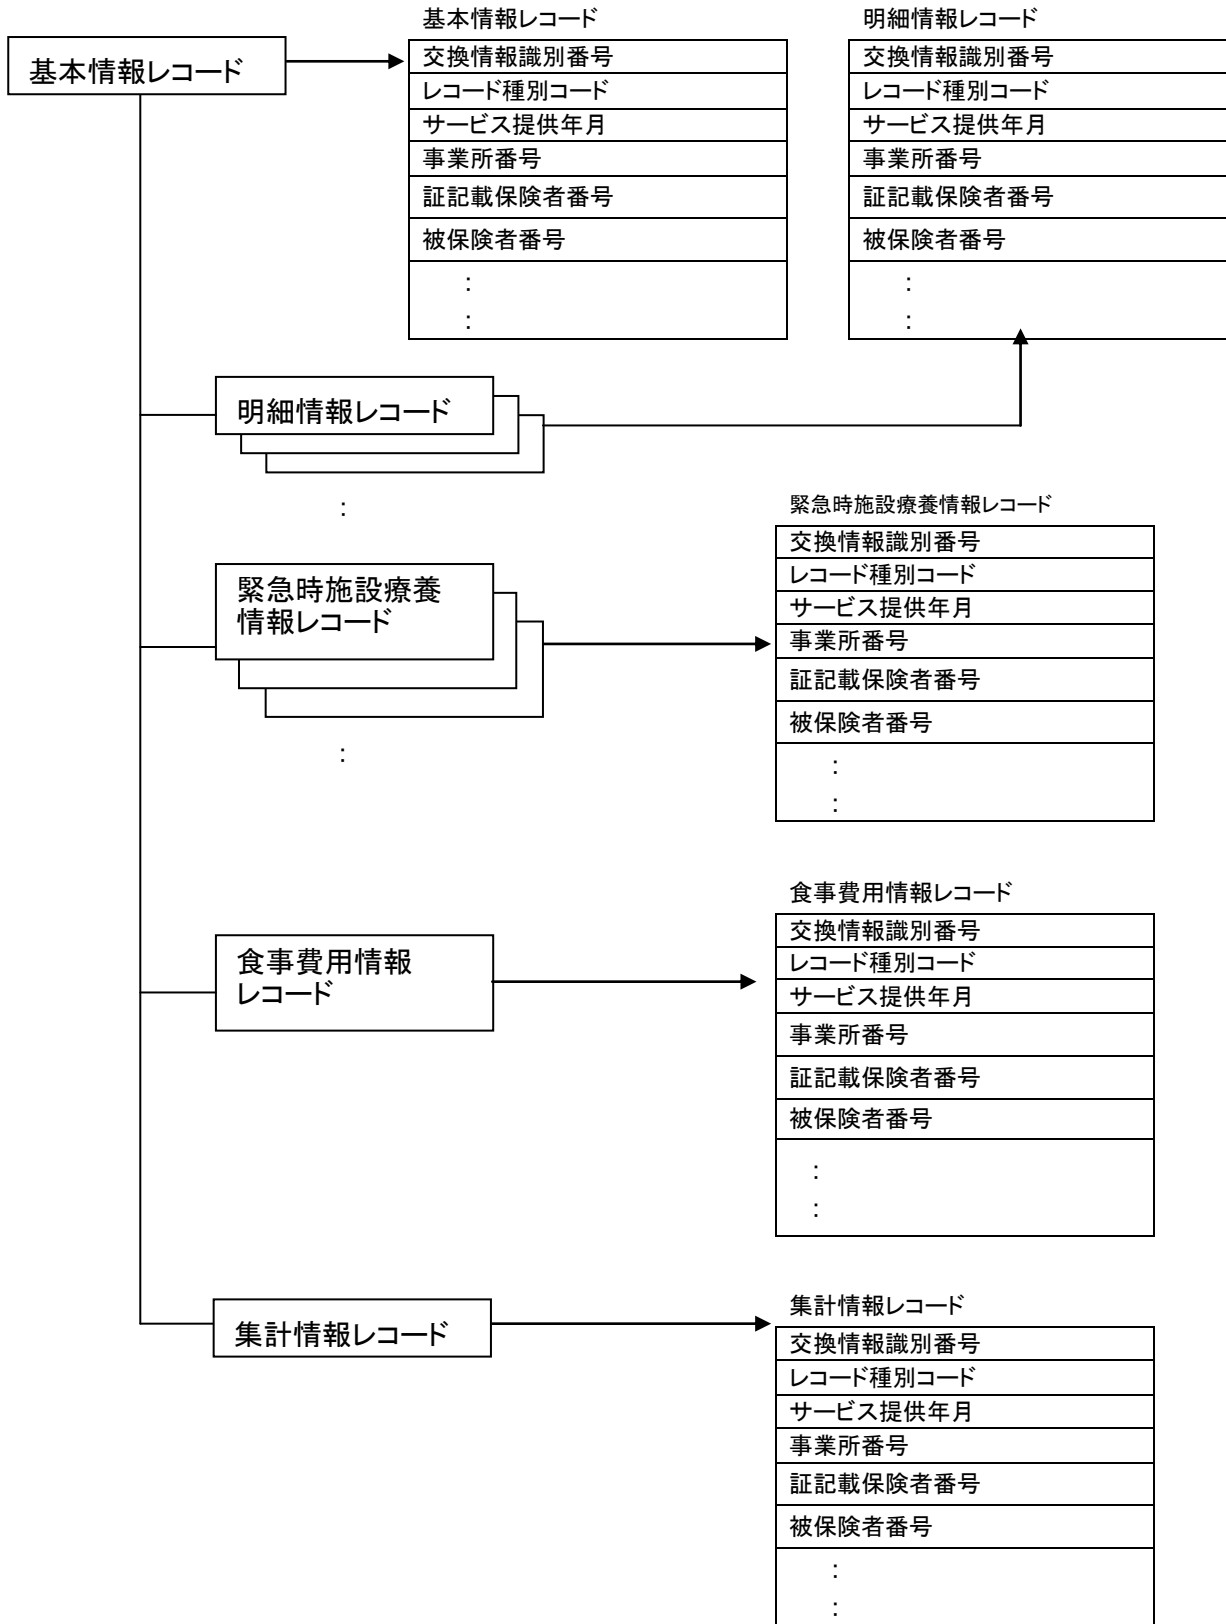 基本情報レコード
基本情報レコード
交換情報識別番号
レコード種別コード
サービス提供年月
事業所番号
証記載保険者番号
被保険者番号
:
:
明細情報レコード
交換情報識別番号
レコード種別コード
サービス提供年月
事業所番号
証記載保険者番号
被保険者番号
:
:
明細情報レコード
:
緊急時施設療養
情報レコード
:
緊急時施設療養情報レコード
交換情報識別番号
レコード種別コード
サービス提供年月
事業所番号
証記載保険者番号
被保険者番号
:
:
食事費用情報
レコード
食事費用情報レコード
交換情報識別番号
レコード種別コード
サービス提供年月
事業所番号
証記載保険者番号
被保険者番号
:
:
集計情報レコード
集計情報レコード
交換情報識別番号
レコード種別コード
サービス提供年月
事業所番号
証記載保険者番号
被保険者番号
:
: